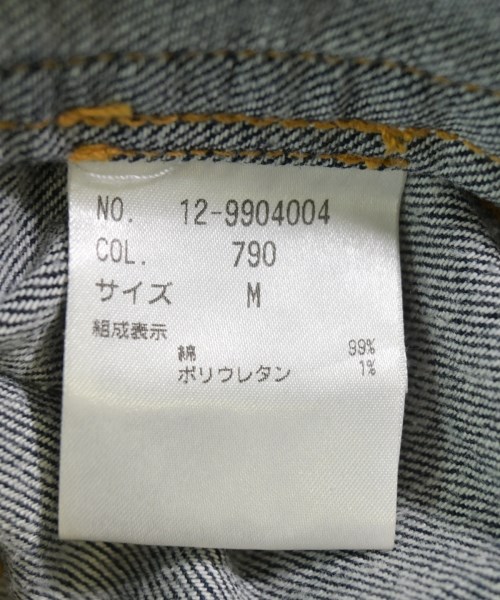 NO. 12-9904004
COL. 790
サイズ M
組成表示
綿 99%
ポリウレタン 1%